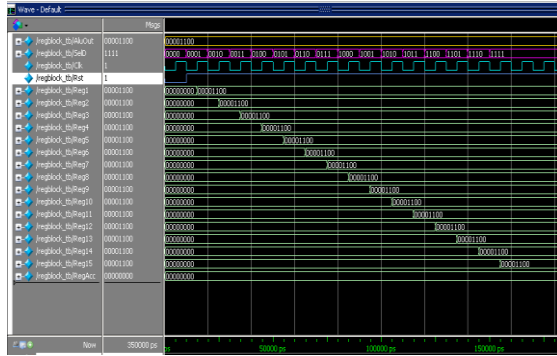 Wave - Default
Msgs
/regblock_tb/AluOut 00001100 00001100
/regblock_tb/SelD 1111 0000 0001 0010 0011 0100 0101 0110 0111 1000 1001 1010 1011 1100 1101 1110 1111
/regblock_tb/Clk 1
/regblock_tb/Rst 1
/regblock_tb/Reg1 00001100 00000000 00001100
/regblock_tb/Reg2 00001100 00000000 00001100
/regblock_tb/Reg3 00001100 00000000 00001100
/regblock_tb/Reg4 00001100 00000000 00001100
/regblock_tb/Reg5 00001100 00000000 00001100
/regblock_tb/Reg6 00001100 00000000 00001100
/regblock_tb/Reg7 00001100 00000000 00001100
/regblock_tb/Reg8 00001100 00000000 00001100
/regblock_tb/Reg9 00001100 00000000 00001100
/regblock_tb/Reg10 00001100 00000000 00001100
/regblock_tb/Reg11 00001100 00000000 00001100
/regblock_tb/Reg12 00001100 00000000 00001100
/regblock_tb/Reg13 00001100 00000000 00001100
/regblock_tb/Reg14 00001100 00000000 00001100
/regblock_tb/Reg15 00001100 00000000 00001100
/regblock_tb/RegAcc 00000000 00000000
Now 350000 ps ps 50000 ps 100000 ps 150000 ps